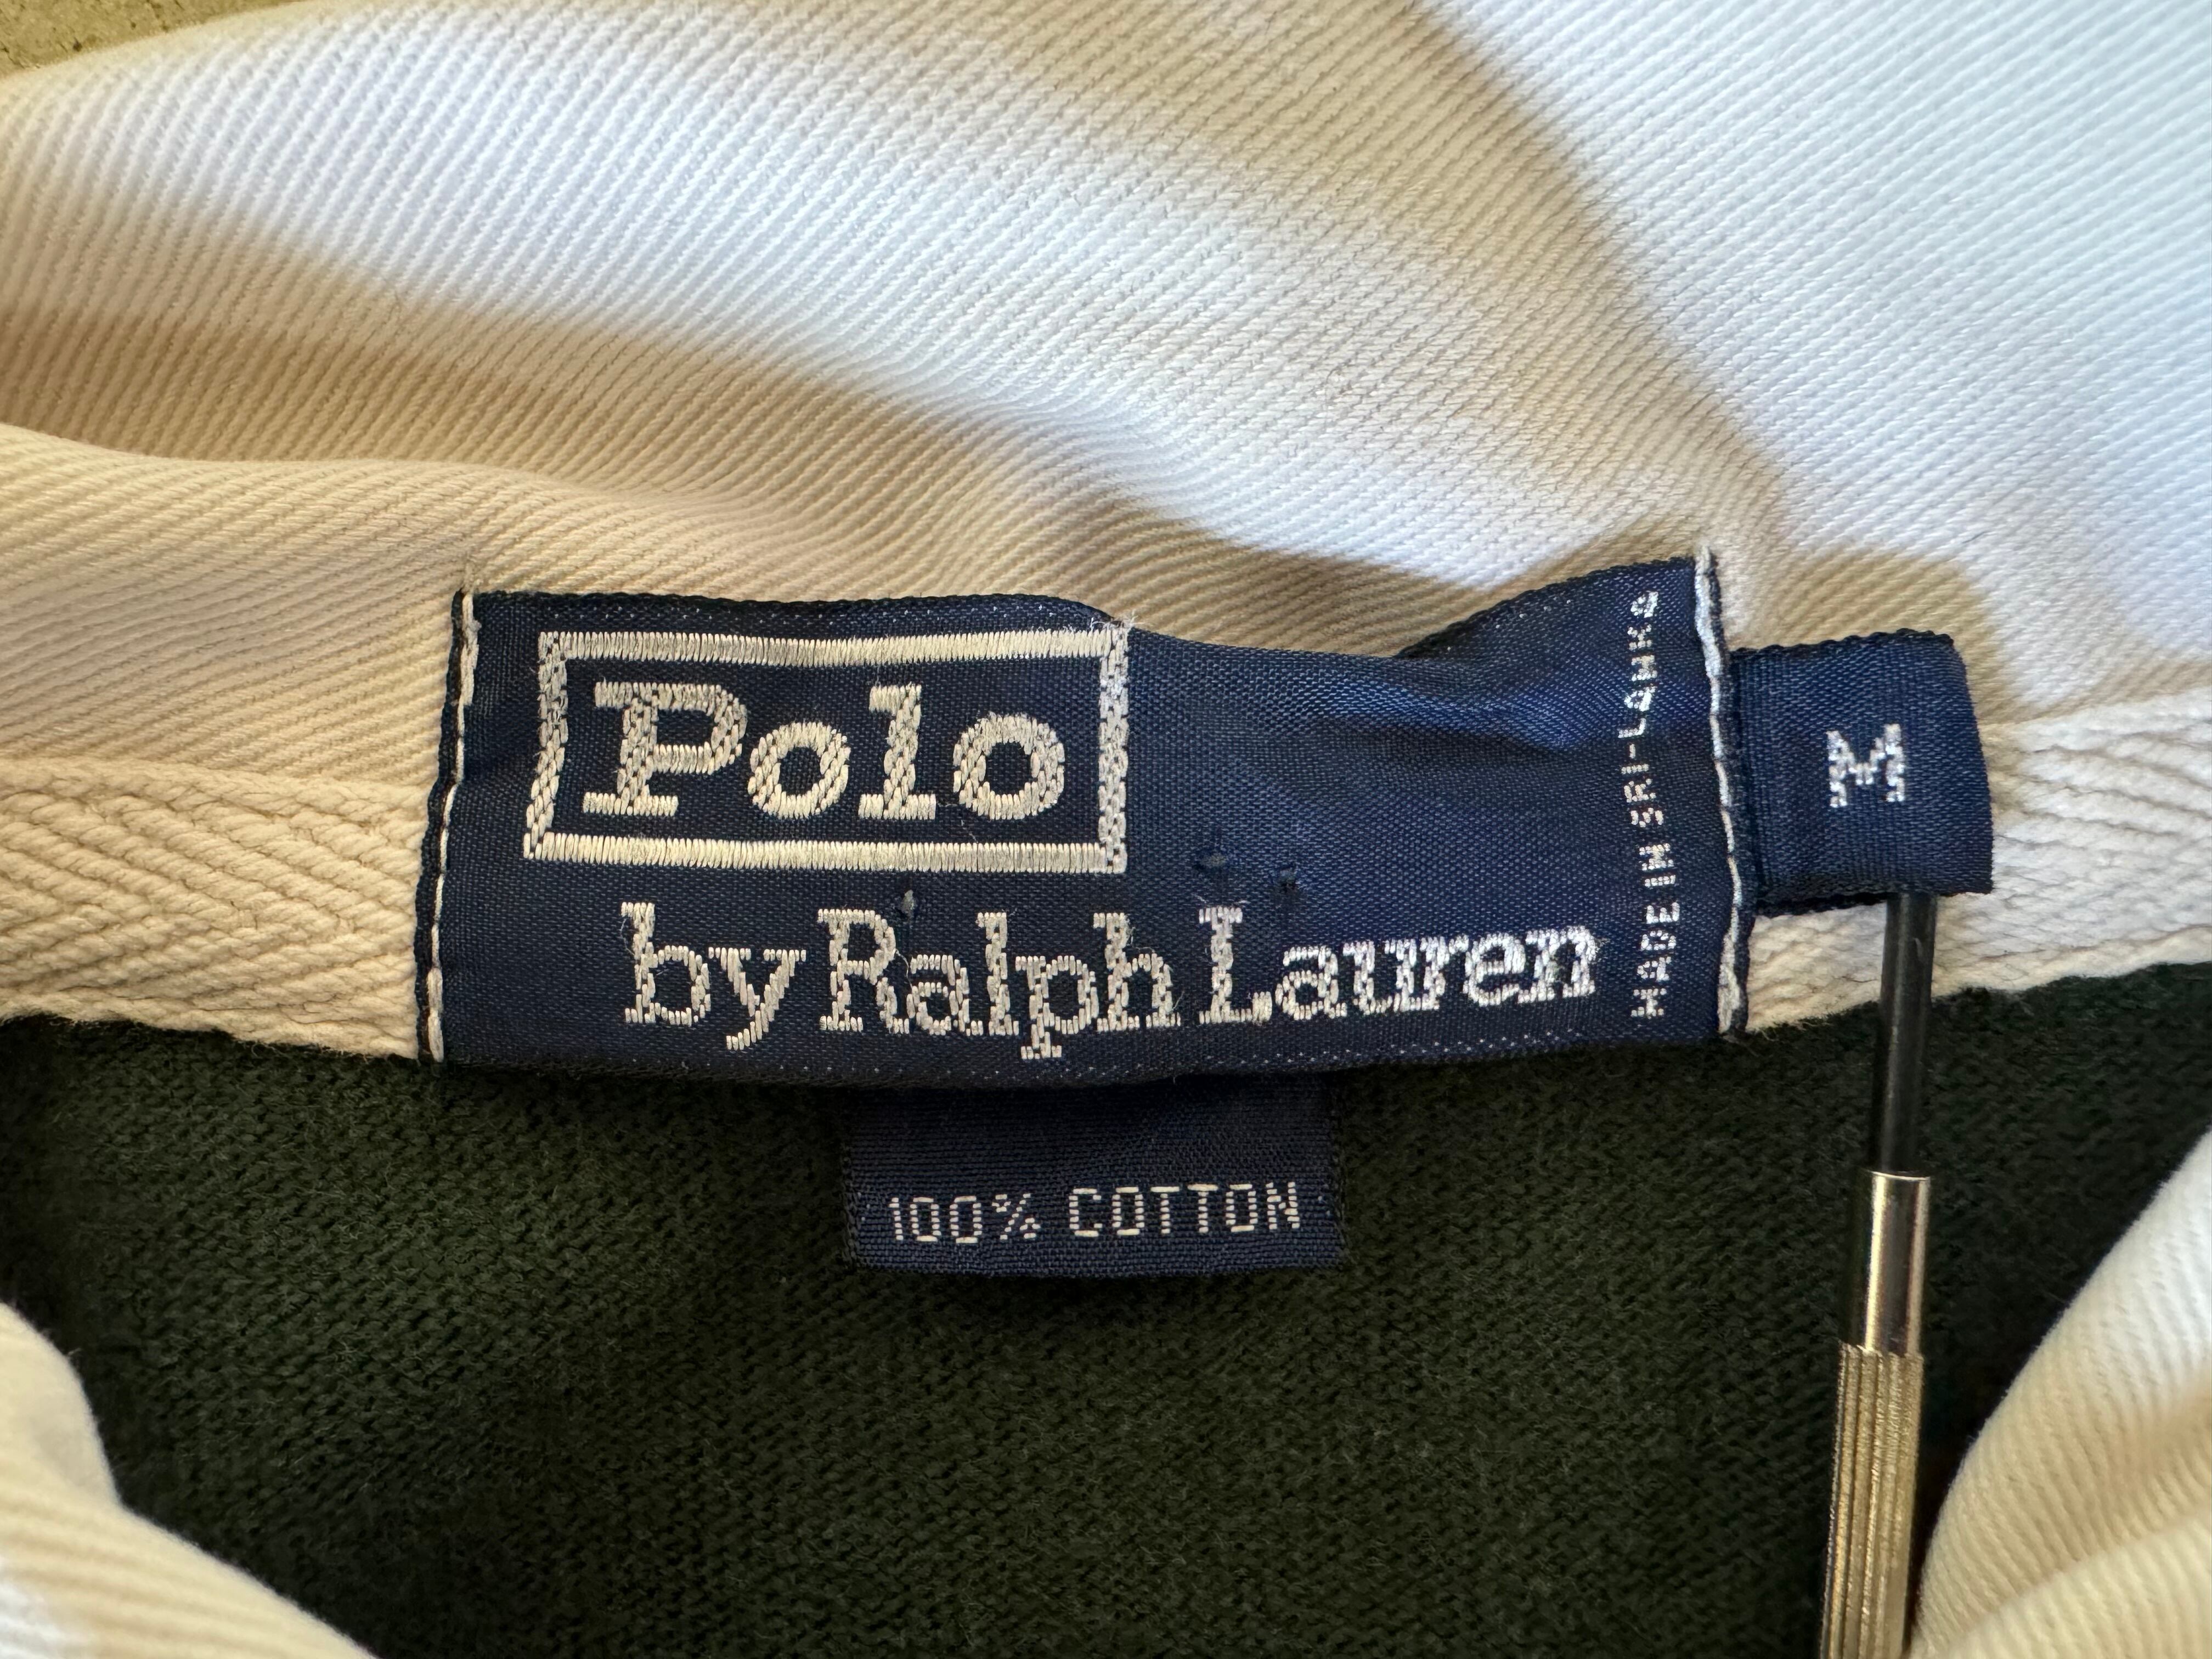 Polo
by Ralph Lauren
MADE IN SRI-LANKA
M
100% COTTON